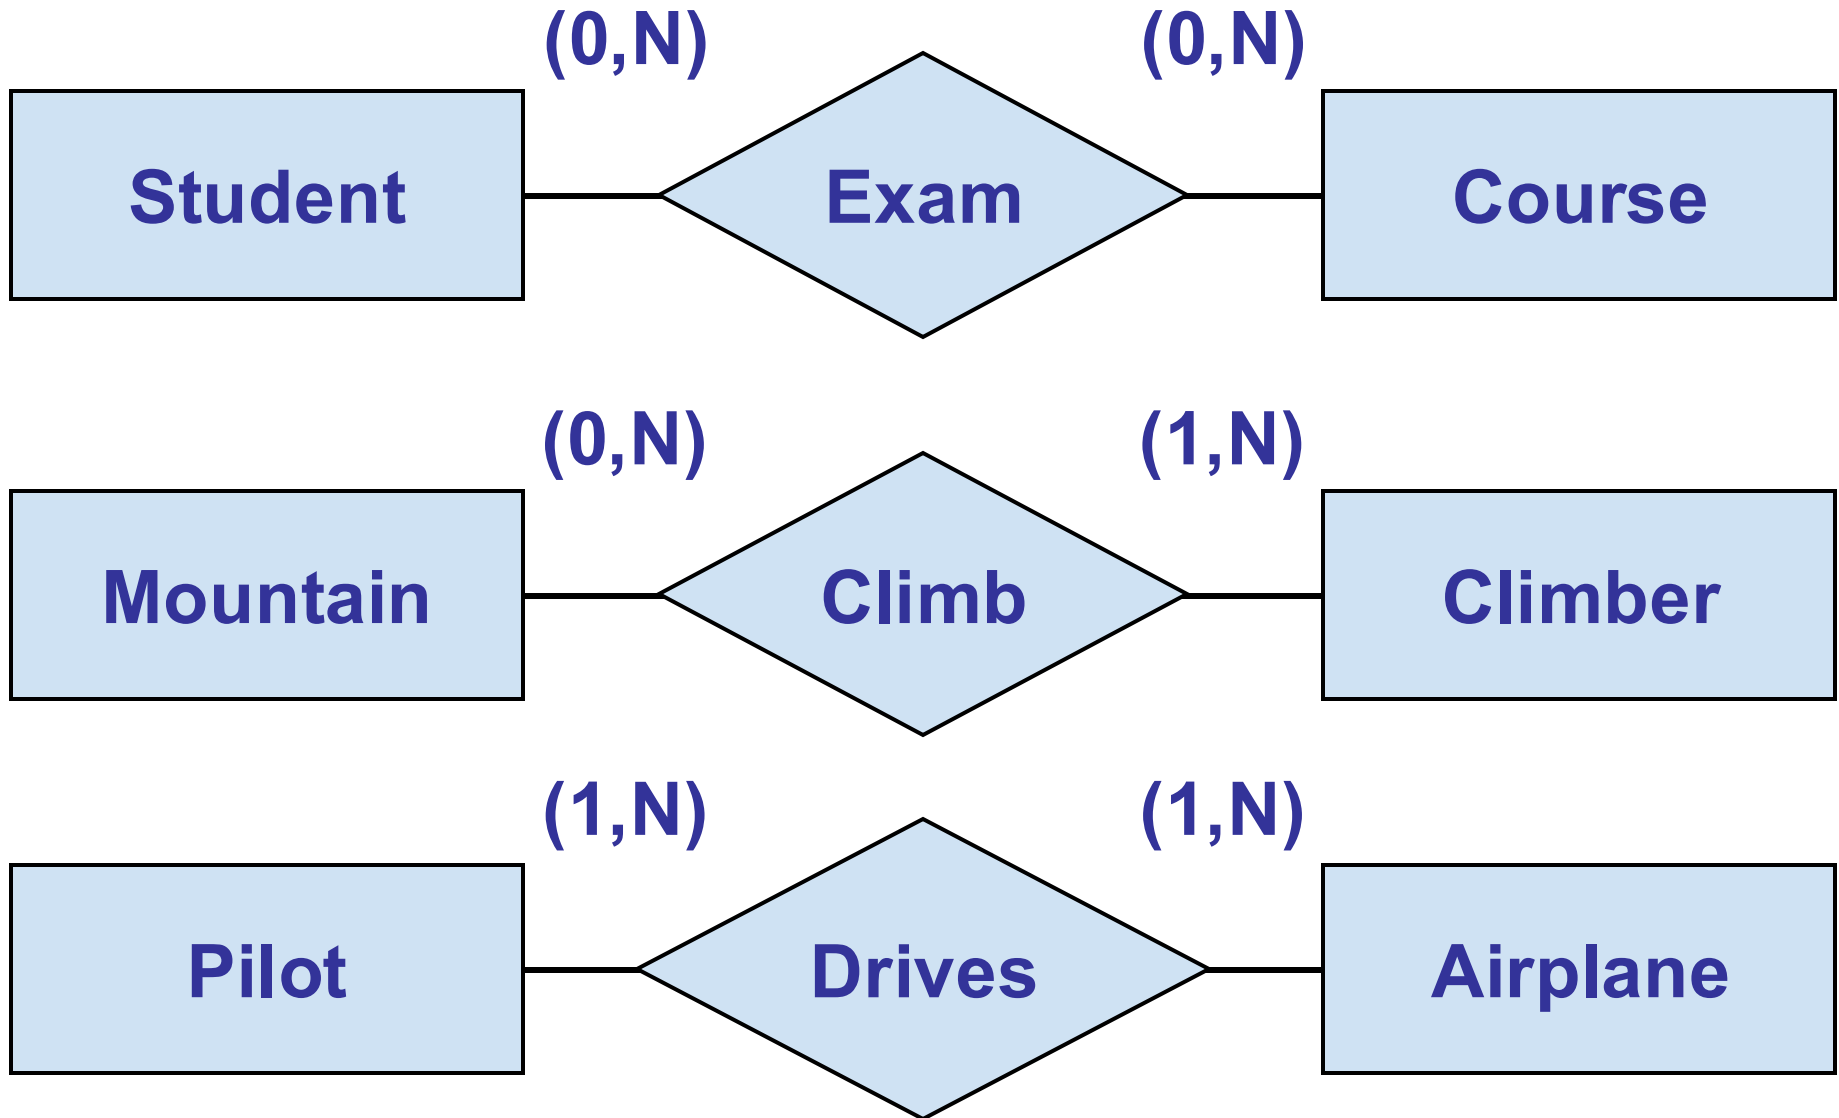 (0,N) (0,N)
Student Exam Course
(0,N) (1,N)
Mountain Climb Climber
(1,N) (1,N)
Pilot Drives Airplane